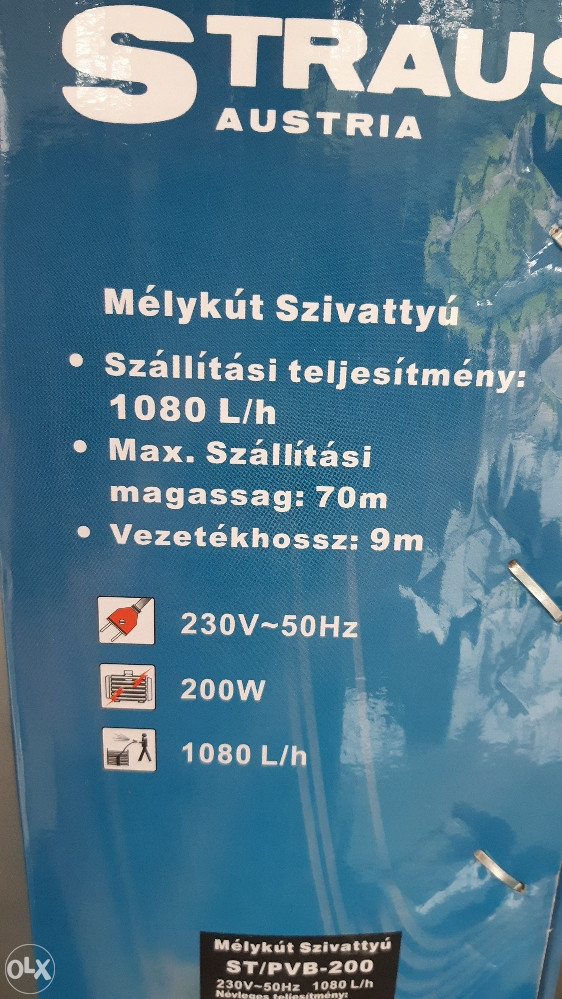 STRAUS
AUSTRIA
Mélykút Szivattyú
• Szállítási teljesítmény:
1080 L/h
• Max. Szállítási
magassag: 70m
• Vezetékhossz: 9m
230V~50Hz
200W
1080 L/h
Mélykút Szivattyú
ST/PVB-200
230V~50Hz 1080 L/h
Névleges teljesítmény:
OLX